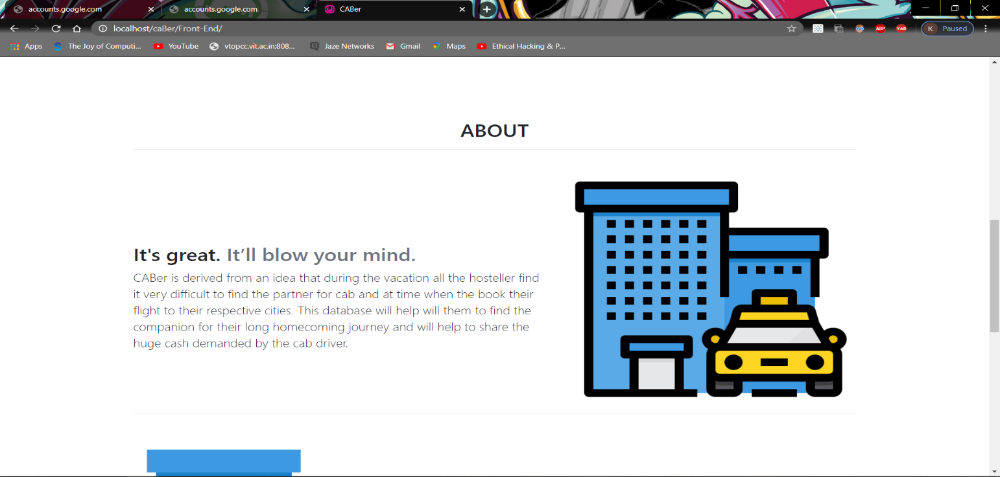 accounts.google.com accounts.google.com CABer
localhost/caBer/Front-End/ ABP YAB K Paused
Apps The Joy of Computi... YouTube vtopcc.vit.ac.in:808... Jaze Networks Gmail Maps Ethical Hacking & P...
ABOUT
It's great. It’ll blow your mind.
CABer is derived from an idea that during the vacation all the hosteller find
it very difficult to find the partner for cab and at time when the book their
flight to their respective cities. This database will help will them to find the
companion for their long homecoming journey and will help to share the
huge cash demanded by the cab driver.